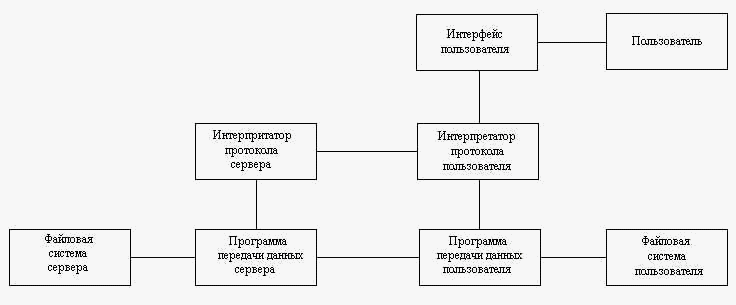 Интерфейс
пользователя
Пользователь
Интерпритатор
протокола
сервера
Интерпретатор
протокола
пользователя
Файловая
система
сервера
Программа
передачи данных
сервера
Программа
передачи данных
пользователя
Файловая
система
пользователя